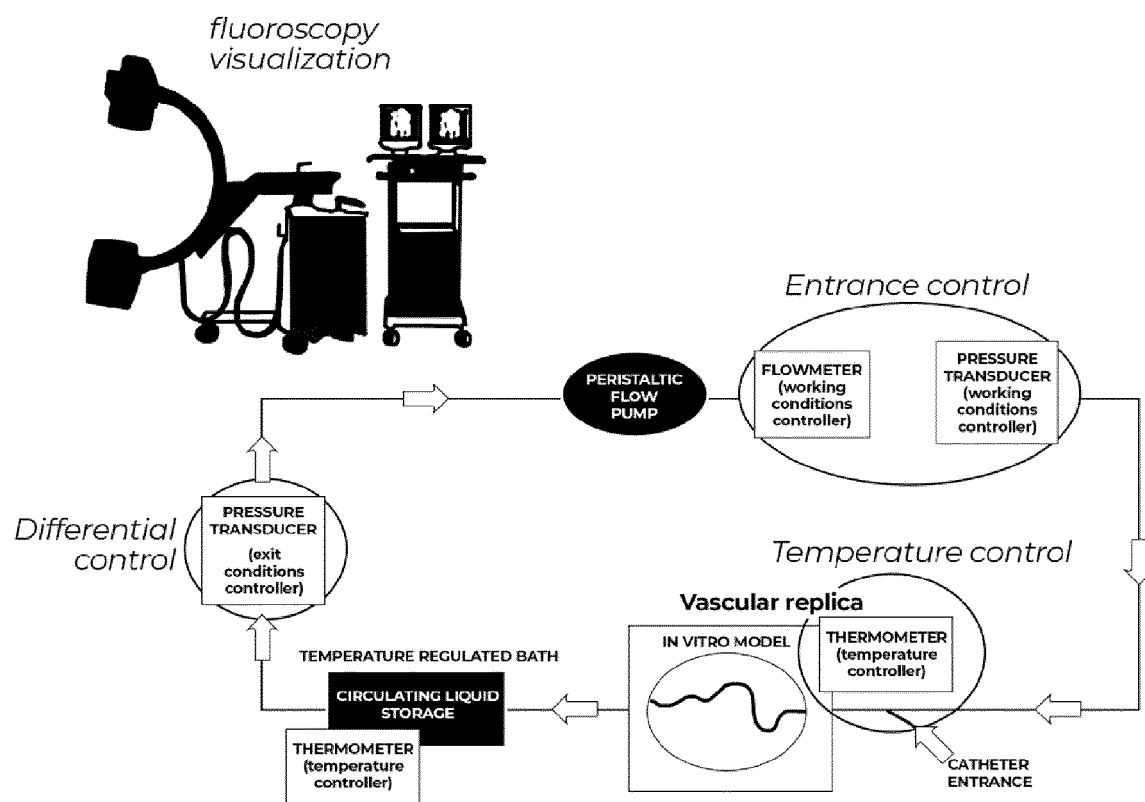 fluoroscopy
visualization
Entrance control
PERISTALTIC
FLOW
PUMP
FLOWMETER
(working
conditions
controller)
PRESSURE
TRANSDUCER
(working
conditions
controller)
Differential
control
PRESSURE
TRANSDUCER
(exit
conditions
controller)
Temperature control
Vascular replica
IN VITRO MODEL
THERMOMETER
(temperature
controller)
TEMPERATURE REGULATED BATH
CIRCULATING LIQUID
STORAGE
THERMOMETER
(temperature
controller)
CATHETER
ENTRANCE